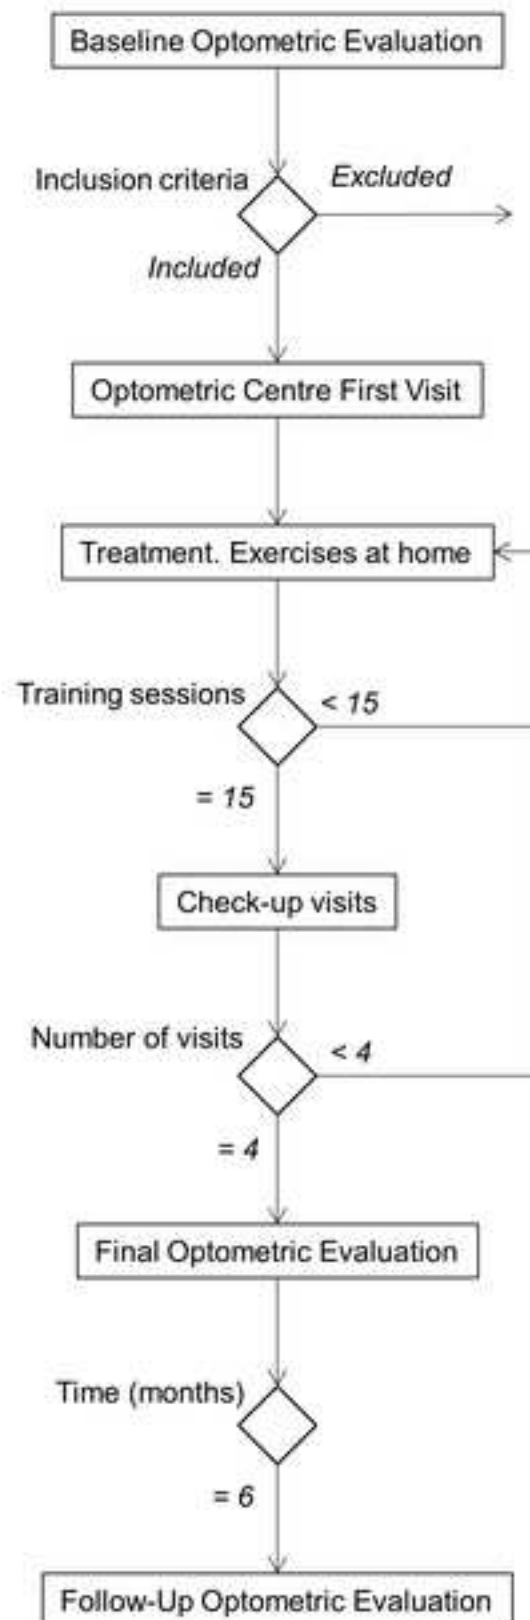 Baseline Optometric Evaluation
Inclusion criteria
Excluded
Included
Optometric Centre First Visit
Treatment. Exercises at home
Training sessions
< 15
= 15
Check-up visits
Number of visits
< 4
= 4
Final Optometric Evaluation
Time (months)
= 6
Follow-Up Optometric Evaluation